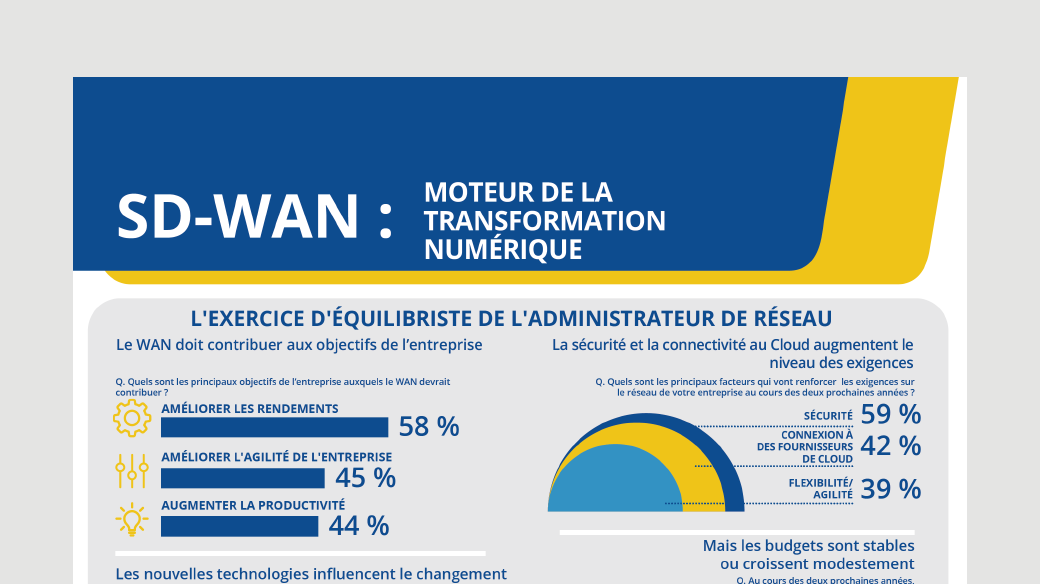 SD-WAN :
MOTEUR DE LA
TRANSFORMATION
NUMÉRIQUE
L'EXERCICE D'ÉQUILIBRISTE DE L'ADMINISTRATEUR DE RÉSEAU
Le WAN doit contribuer aux objectifs de l’entreprise
Q. Quels sont les principaux objectifs de l’entreprise auxquels le WAN devrait
contribuer ?
AMÉLIORER LES RENDEMENTS
58 %
AMÉLIORER L'AGILITÉ DE L'ENTREPRISE
45 %
AUGMENTER LA PRODUCTIVITÉ
44 %
Les nouvelles technologies influencent le changement
La sécurité et la connectivité au Cloud augmentent le
niveau des exigences
Q. Quels sont les principaux facteurs qui vont renforcer les exigences sur
le réseau de votre entreprise au cours des deux prochaines années ?
SÉCURITÉ
59 %
CONNEXION À
DES FOURNISSEURS
DE CLOUD
42 %
FLEXIBILITÉ/
AGILITÉ
39 %
Mais les budgets sont stables
ou croissent modestement
Q. Au cours des deux prochaines années,